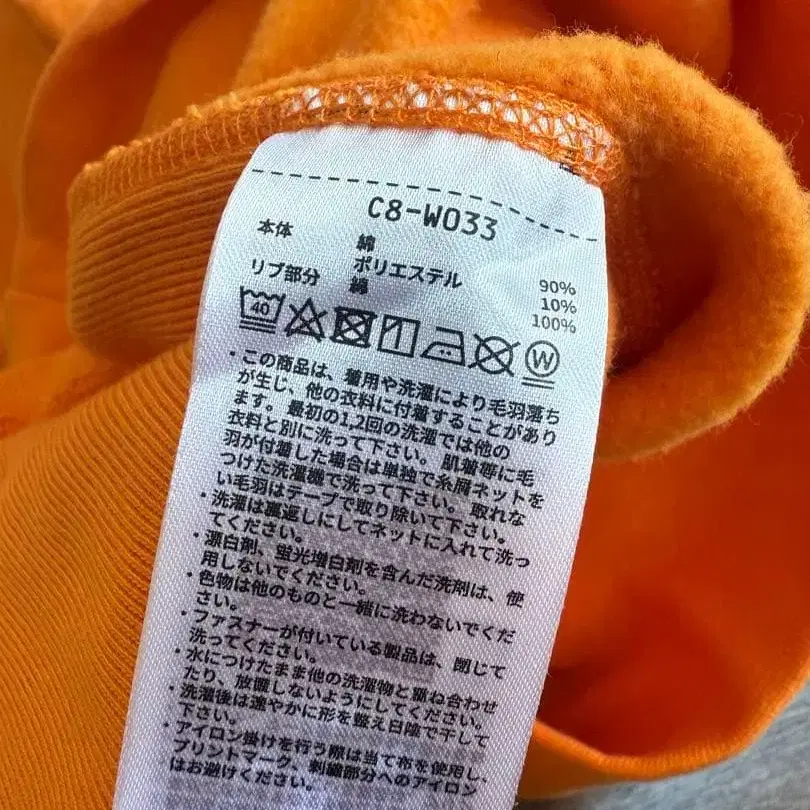 C8-W033
本体 綿 90%
ポリエステル 10%
リブ部分 綿 100%
40
W
・この商品は、着用や洗濯により毛羽落ち
が生じ、他の衣料に付着することがあり
ます。最初の1,2回の洗濯では他の
衣料と別に洗って下さい。肌着等に毛
羽が付着した場合は単独で糸屑ネットを
つけた洗濯機で洗って下さい。取れな
い毛羽はテープで取り除いて下さい。
・洗濯は裏返しにしてネットに入れて洗っ
てください。
・漂白剤、蛍光増白剤を含んだ洗剤は、使
用しないでください。
・色物は他のものと一緒に洗わないでくだ
さい。
・ファスナーが付いている製品は、閉じて
洗ってください。
・水につけたまま他の洗濯物と重ね合わせ
たり、放置しないようにしてください。
・洗濯後は速やかに形を整え日陰で干して
下さい。
・アイロン掛けを行う際は当て布を使用し、
プリントマーク、刺繍部分へのアイロン
はお避けください。